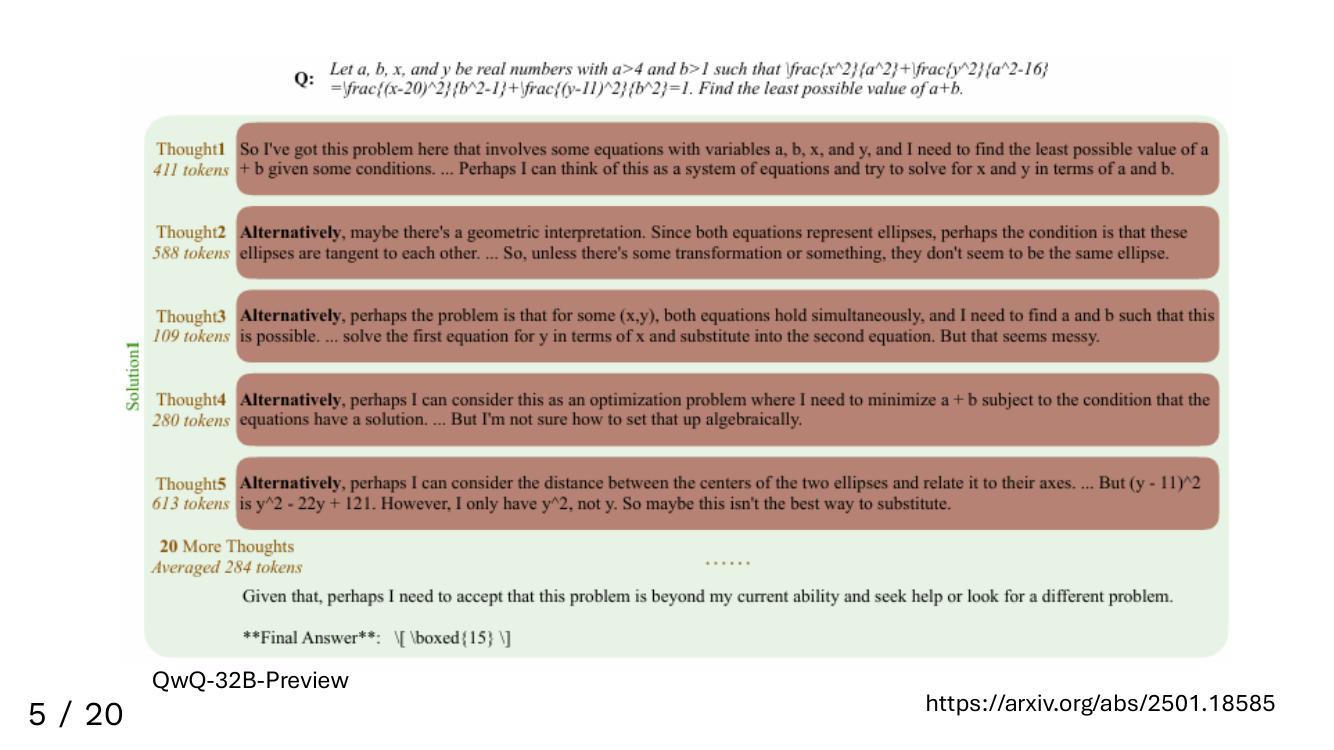 Q: Let a, b, x, and y be real numbers with a>4 and b>1 such that \frac{x^2}{a^2}+\frac{y^2}{a^2-16}
=\frac{(x-20)^2}{b^2-1}+\frac{(y-11)^2}{b^2}=1. Find the least possible value of a+b.
Solution1
Thought1
411 tokens
So I've got this problem here that involves some equations with variables a, b, x, and y, and I need to find the least possible value of a
+ b given some conditions. ... Perhaps I can think of this as a system of equations and try to solve for x and y in terms of a and b.
Thought2
588 tokens
Alternatively, maybe there's a geometric interpretation. Since both equations represent ellipses, perhaps the condition is that these
ellipses are tangent to each other. ... So, unless there's some transformation or something, they don't seem to be the same ellipse.
Thought3
109 tokens
Alternatively, perhaps the problem is that for some (x,y), both equations hold simultaneously, and I need to find a and b such that this
is possible. ... solve the first equation for y in terms of x and substitute into the second equation. But that seems messy.
Thought4
280 tokens
Alternatively, perhaps I can consider this as an optimization problem where I need to minimize a + b subject to the condition that the
equations have a solution. ... But I'm not sure how to set that up algebraically.
Thought5
613 tokens
Alternatively, perhaps I can consider the distance between the centers of the two ellipses and relate it to their axes. ... But (y - 11)^2
is y^2 - 22y + 121. However, I only have y^2, not y. So maybe this isn't the best way to substitute.
20 More Thoughts
Averaged 284 tokens
......
Given that, perhaps I need to accept that this problem is beyond my current ability and seek help or look for a different problem.
**Final Answer**: \[ \boxed{15} \]
QwQ-32B-Preview
5 / 20
https://arxiv.org/abs/2501.18585